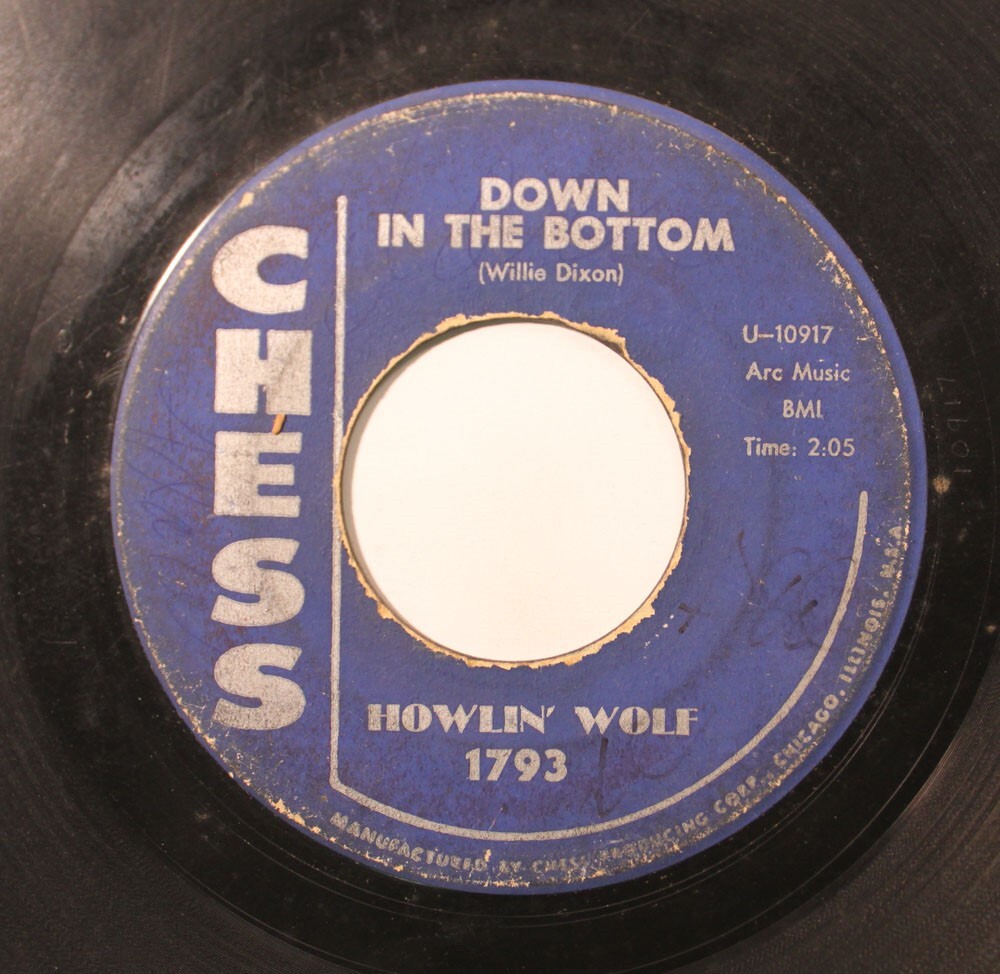 CHESS
DOWN
IN THE BOTTOM
(Willie Dixon)
U-10917
Arc Music
BMI
Time: 2:05
HOWLIN' WOLF
1793
MANUFACTURED BY CHESS PRODUCING CORP., CHICAGO, ILLINOIS, U.S.A.